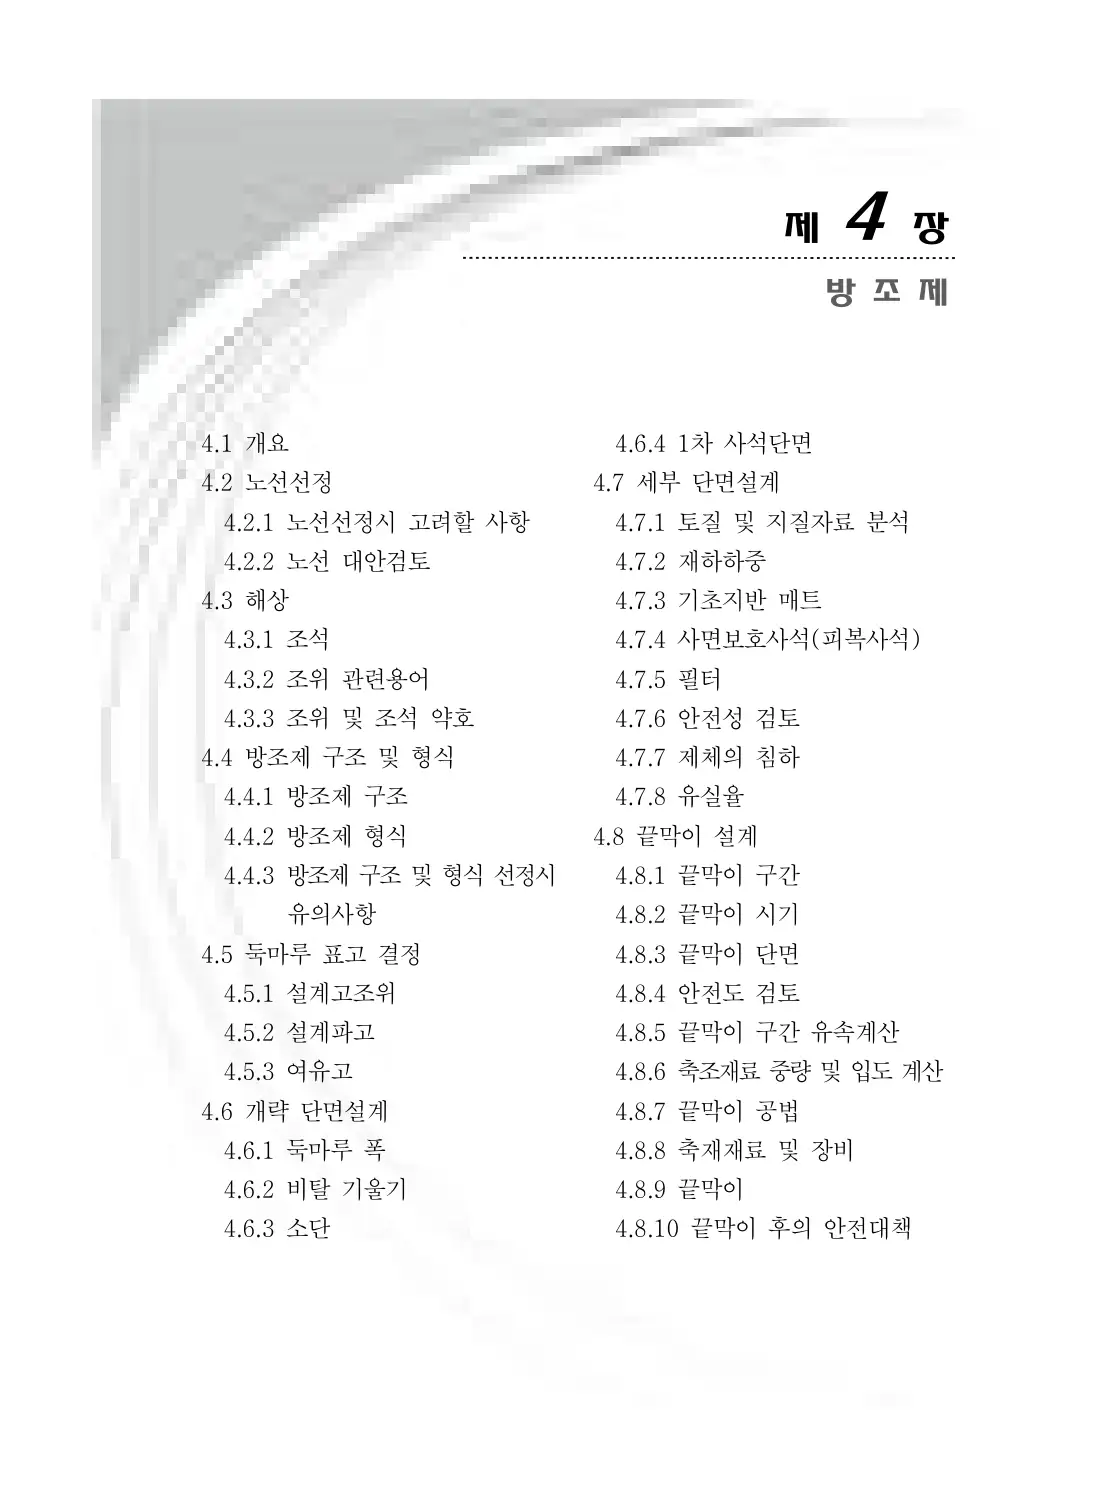 제 4 장
방 조 제
4.1 개요
4.2 노선선정
4.2.1 노선선정시 고려할 사항
4.2.2 노선 대안검토
4.3 해상
4.3.1 조석
4.3.2 조위 관련용어
4.3.3 조위 및 조석 약호
4.4 방조제 구조 및 형식
4.4.1 방조제 구조
4.4.2 방조제 형식
4.4.3 방조제 구조 및 형식 선정시
유의사항
4.5 둑마루 표고 결정
4.5.1 설계고조위
4.5.2 설계파고
4.5.3 여유고
4.6 개략 단면설계
4.6.1 둑마루 폭
4.6.2 비탈 기울기
4.6.3 소단
4.6.4 1차 사석단면
4.7 세부 단면설계
4.7.1 토질 및 지질자료 분석
4.7.2 재하하중
4.7.3 기초지반 매트
4.7.4 사면보호사석(피복사석)
4.7.5 필터
4.7.6 안전성 검토
4.7.7 제체의 침하
4.7.8 유실율
4.8 끝막이 설계
4.8.1 끝막이 구간
4.8.2 끝막이 시기
4.8.3 끝막이 단면
4.8.4 안전도 검토
4.8.5 끝막이 구간 유속계산
4.8.6 축조재료 중량 및 입도 계산
4.8.7 끝막이 공법
4.8.8 축재재료 및 장비
4.8.9 끝막이
4.8.10 끝막이 후의 안전대책